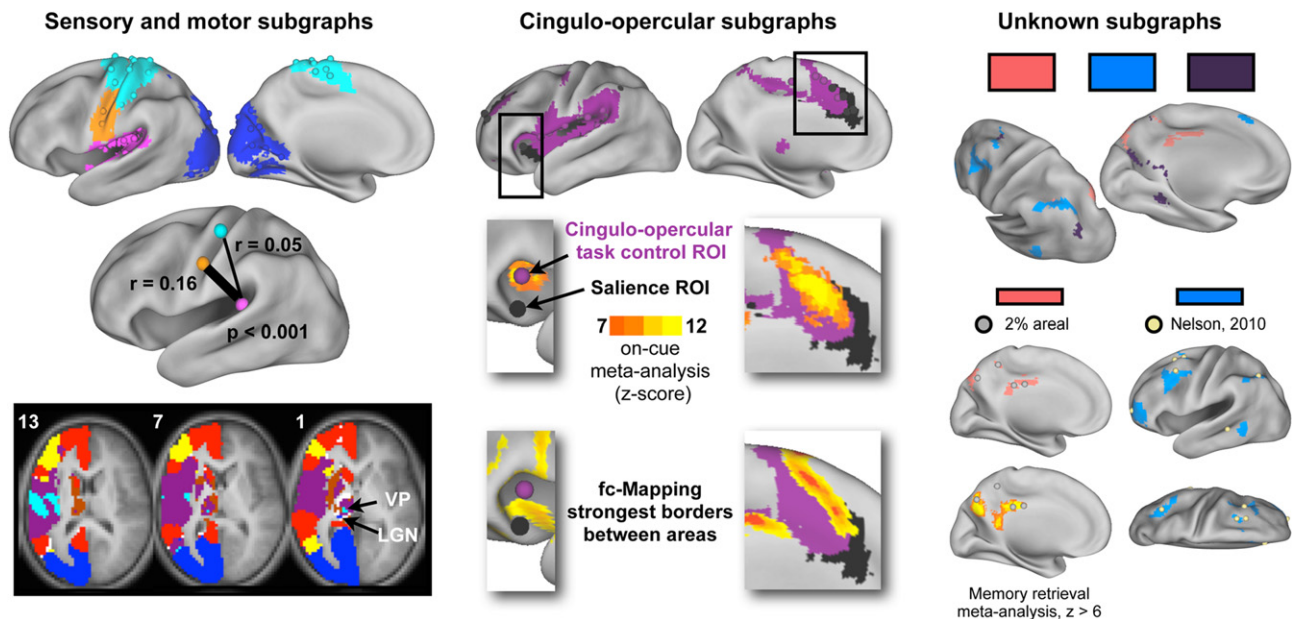 Sensory and motor subgraphs
r = 0.05
r = 0.16
p < 0.001
13
7
1
VP
LGN
Cingulo-opercular subgraphs
Cingulo-opercular
task control ROI
Salience ROI
7 12
on-cue
meta-analysis
(z-score)
fc-Mapping
strongest borders
between areas
Unknown subgraphs
2% areal
Nelson, 2010
Memory retrieval
meta-analysis, z > 6